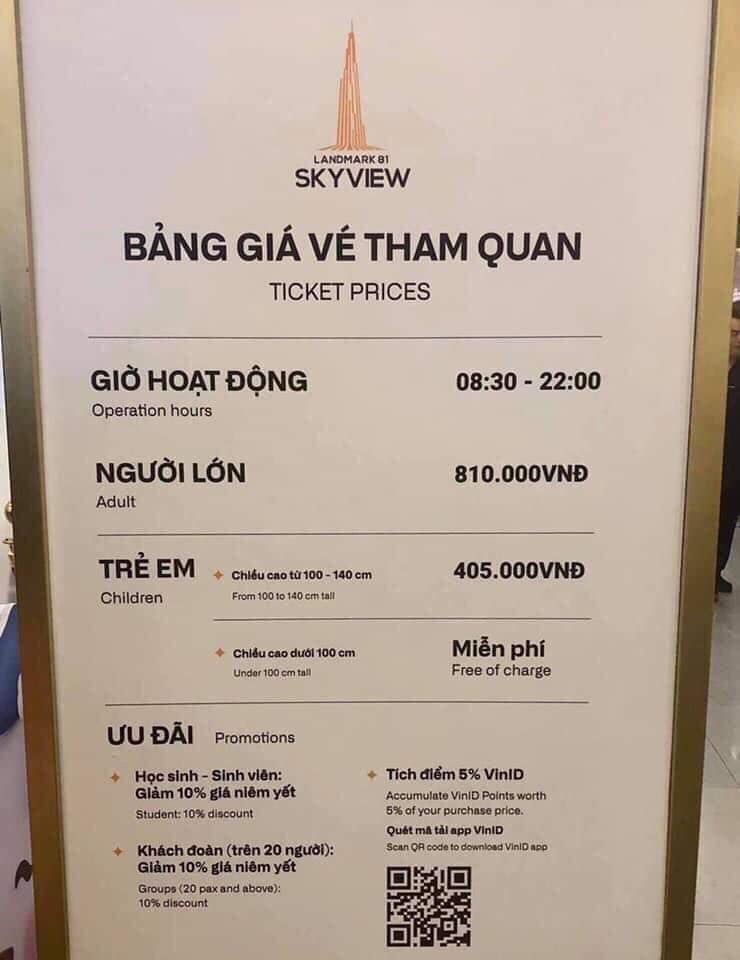 LANDMARK 81
SKYVIEW
BẢNG GIÁ VÉ THAM QUAN
TICKET PRICES
GIỜ HOẠT ĐỘNG 08:30 - 22:00
Operation hours
NGƯỜI LỚN 810.000VNĐ
Adult
TRẺ EM Chiều cao từ 100 - 140 cm 405.000VNĐ
Children From 100 to 140 cm tall
Chiều cao dưới 100 cm Miễn phí
Under 100 cm tall Free of charge
ƯU ĐÃI Promotions
Học sinh - Sinh viên:
Giảm 10% giá niêm yết
Student: 10% discount
Khách đoàn (trên 20 người):
Giảm 10% giá niêm yết
Groups (20 pax and above):
10% discount
Tích điểm 5% VinID
Accumulate VinID Points worth
5% of your purchase price.
Quét mã tải app VinID
Scan QR code to download VinID app